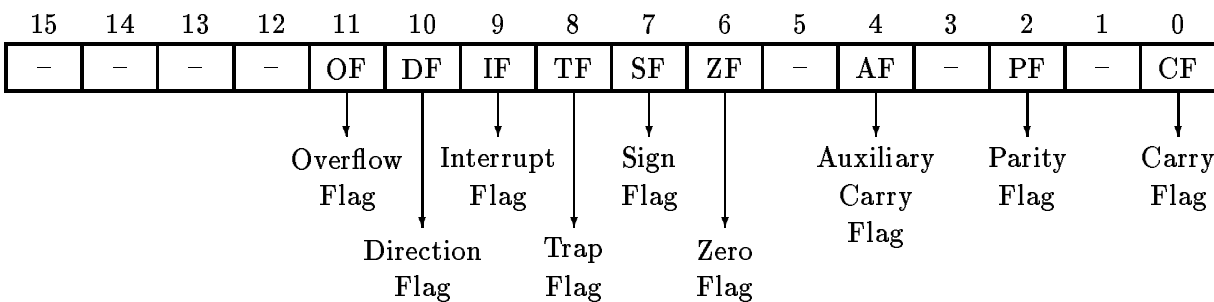 15 14 13 12 11 10 9 8 7 6 5 4 3 2 1 0
– – – – OF DF IF TF SF ZF – AF – PF – CF
Overflow Interrupt Sign Auxiliary Parity Carry
Flag Flag Flag Carry Flag Flag
Flag
Direction Trap Zero
Flag Flag Flag